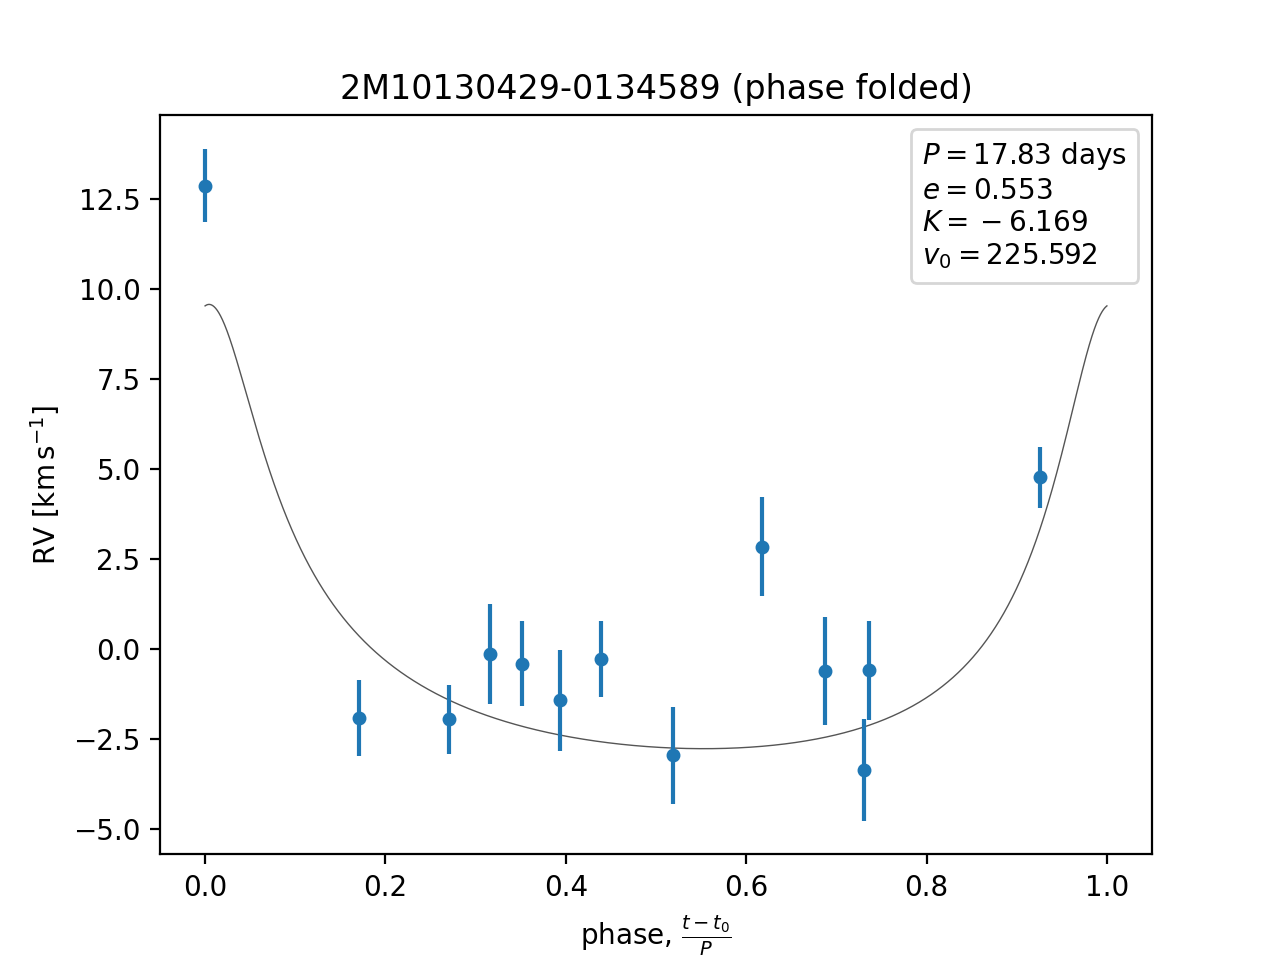 2M10130429-0134589 (phase folded)
P = 17.83 days
e = 0.553
K = −6.169
v₀ = 225.592
RV [km s⁻¹]
12.5
10.0
7.5
5.0
2.5
0.0
−2.5
−5.0
0.0 0.2 0.4 0.6 0.8 1.0
phase, (t − t₀)/P